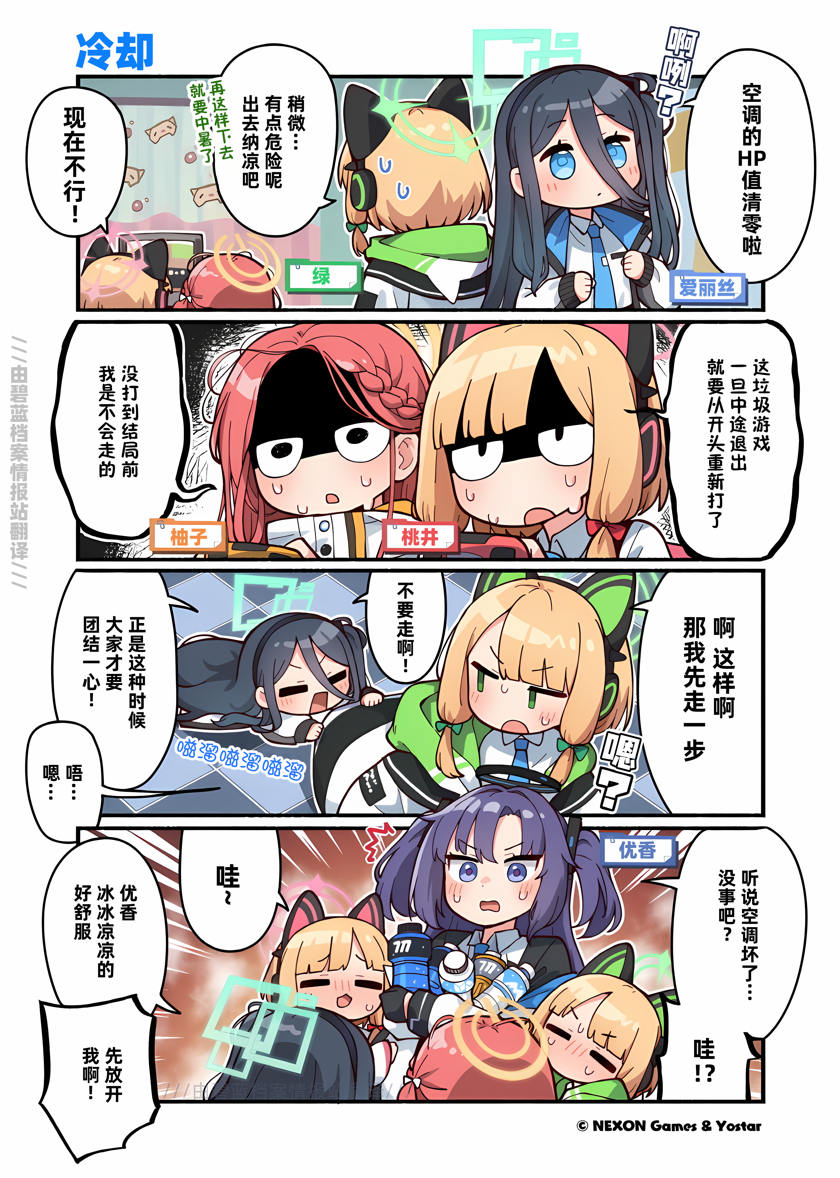 冷却
啊咧?
空调的
HP
值清零啦
稍微…
有点危险呢
出去纳凉吧
再这样下去
就要中暑了
现在不行!
绿
爱丽丝
这垃圾游戏
一旦中途退出
就要从开头重新打了
没打到结局前
我是不会走的
柚子
桃井
啊 这样啊
那我先走一步
不要走啊!
正是这种时候
大家才要
团结一心!
嗞溜嗞溜嗞溜
嗯?
唔…
嗯…
优香
听说空调坏了…
没事吧?
哇!?
哇~
优香
冰冰凉凉的
好舒服
先放开
我啊!
///由碧蓝档案情报站翻译///
© NEXON Games & Yostar